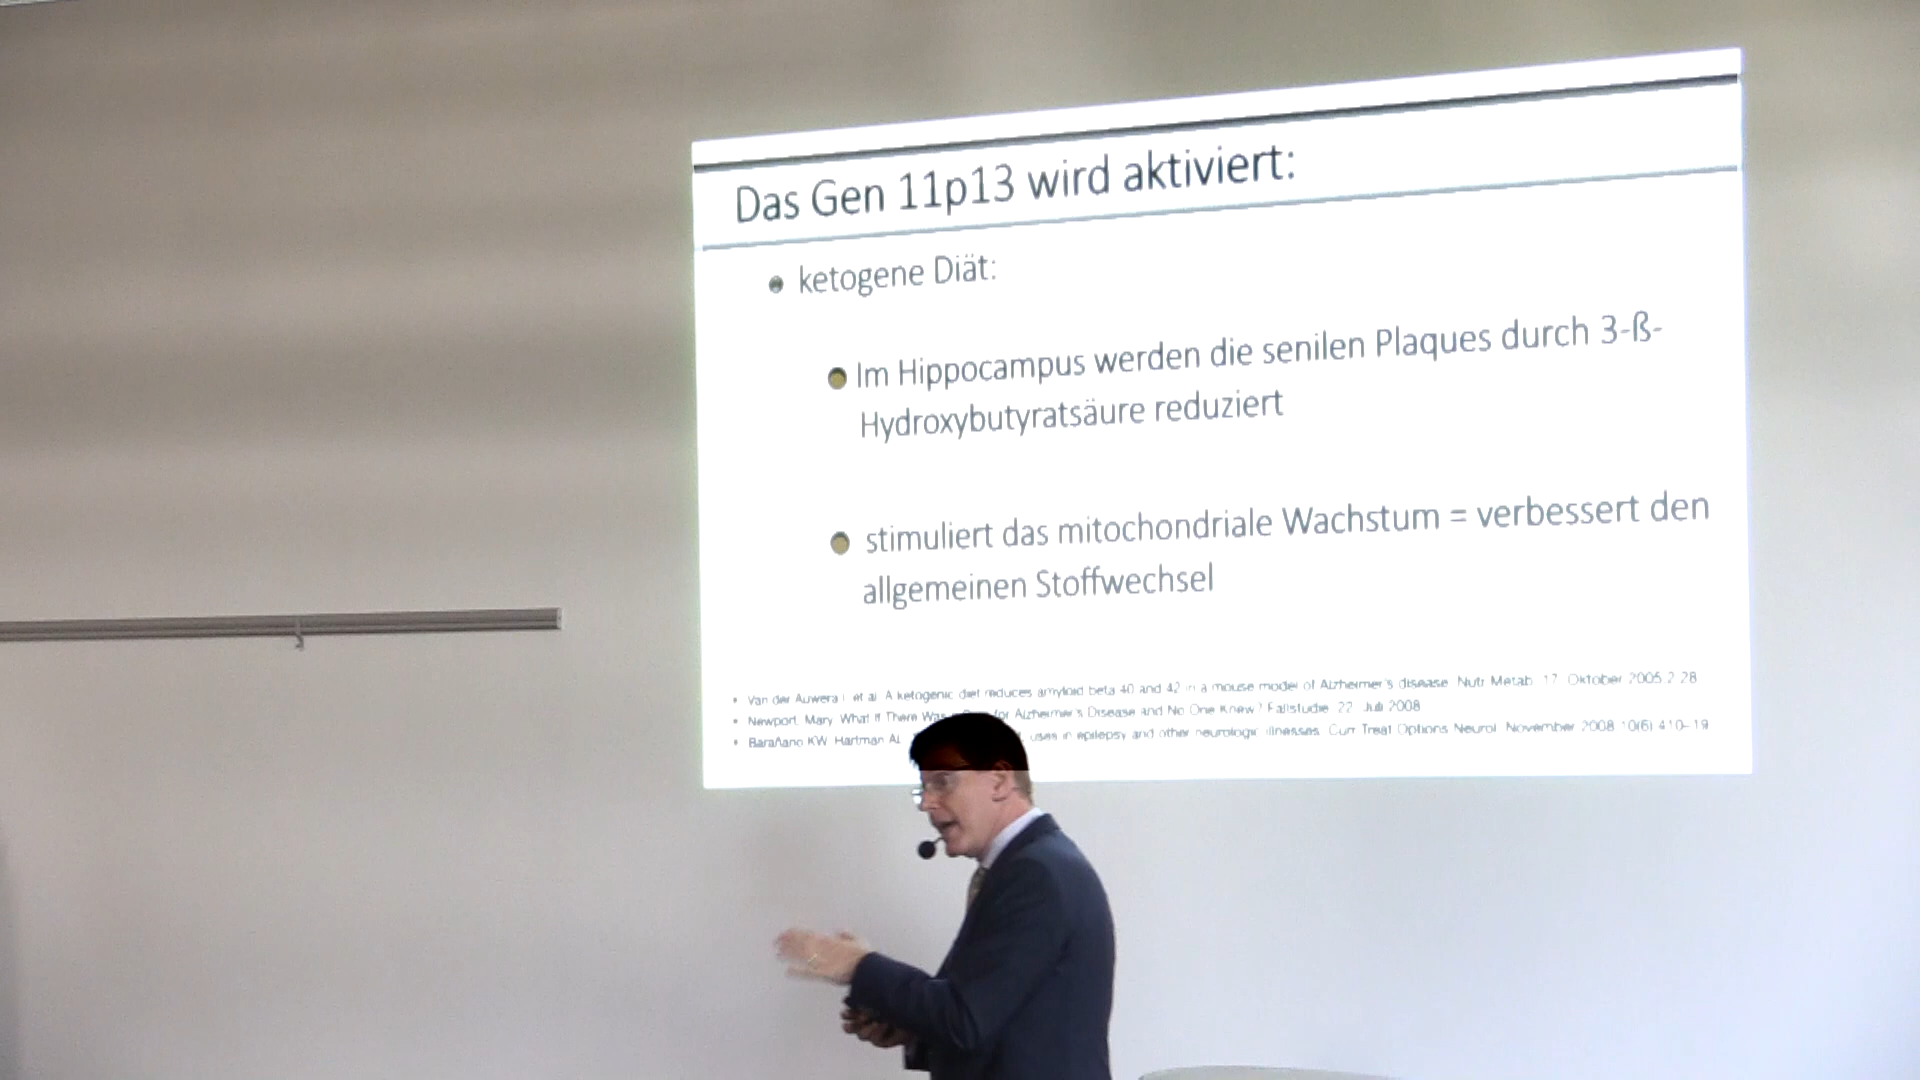 Das Gen 11p13 wird aktiviert:
• ketogene Diät:
• Im Hippocampus werden die senilen Plaques durch 3-ß-
Hydroxybutyratsäure reduziert
• stimuliert das mitochondriale Wachstum = verbessert den
allgemeinen Stoffwechsel
• Van der Auwera I et al A ketogenic diet reduces amyloid beta 40 and 42 in a mouse model of Alzheimer's disease Nutr Metab 17 Oktober 2005 2 28
• Newport, Mary What If There Was for Alzheimer's Disease and No One Knew? Fallstudie 22 Juli 2008
• Barañano KW Hartman AL uses in epilepsy and other neurologic illnesses Curr Treat Options Neurol November 2008 10(6) 410-19